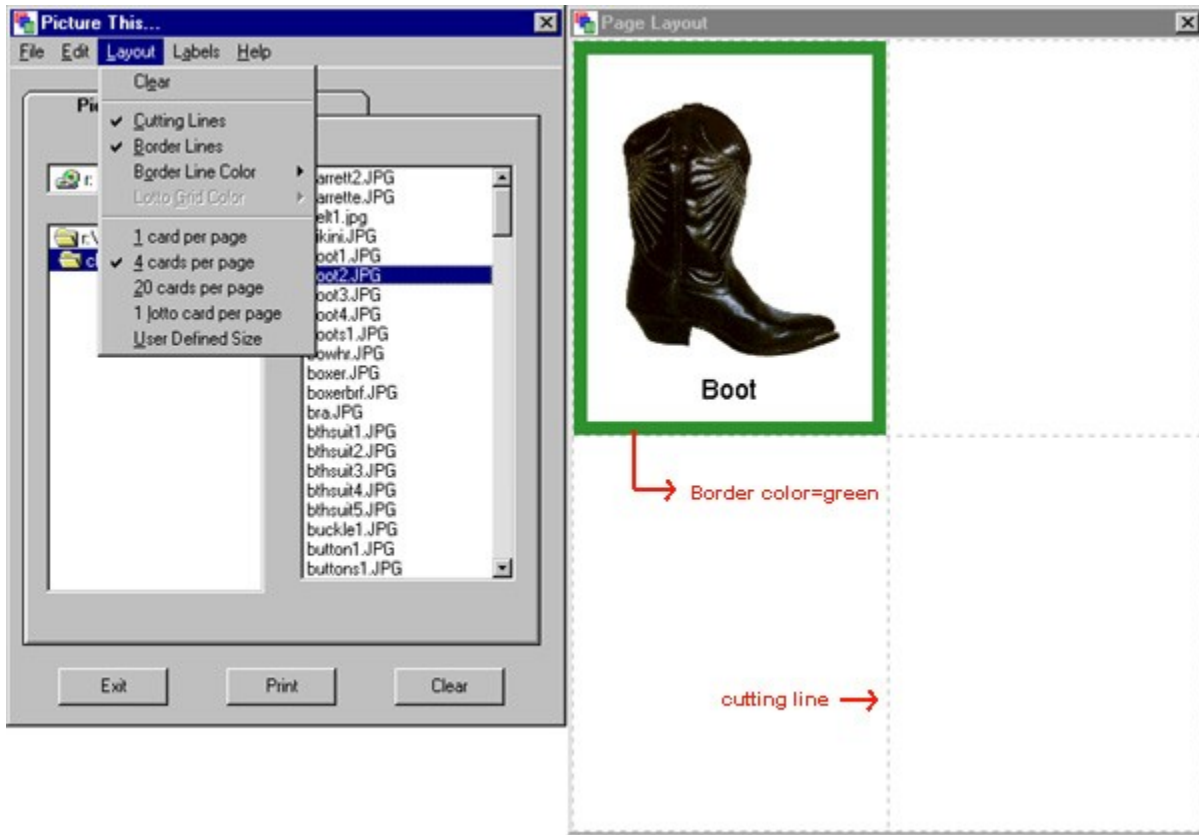 Picture This...
File Edit Layout Labels Help
Clear
Cutting Lines
Border Lines
Border Line Color
Lotto Grid Color
1 card per page
4 cards per page
20 cards per page
1 lotto card per page
User Defined Size
Pi
r:
r:\
cl
arrett2.JPG
arrette.JPG
elt1.jpg
ikini.JPG
oot1.JPG
oot2.JPG
oot3.JPG
oot4.JPG
oots1.JPG
owhr.JPG
boxer.JPG
boxerbrf.JPG
bra.JPG
bthsuit1.JPG
bthsuit2.JPG
bthsuit3.JPG
bthsuit4.JPG
bthsuit5.JPG
buckle1.JPG
button1.JPG
buttons1.JPG
Exit Print Clear
Page Layout
Boot
Border color=green
cutting line